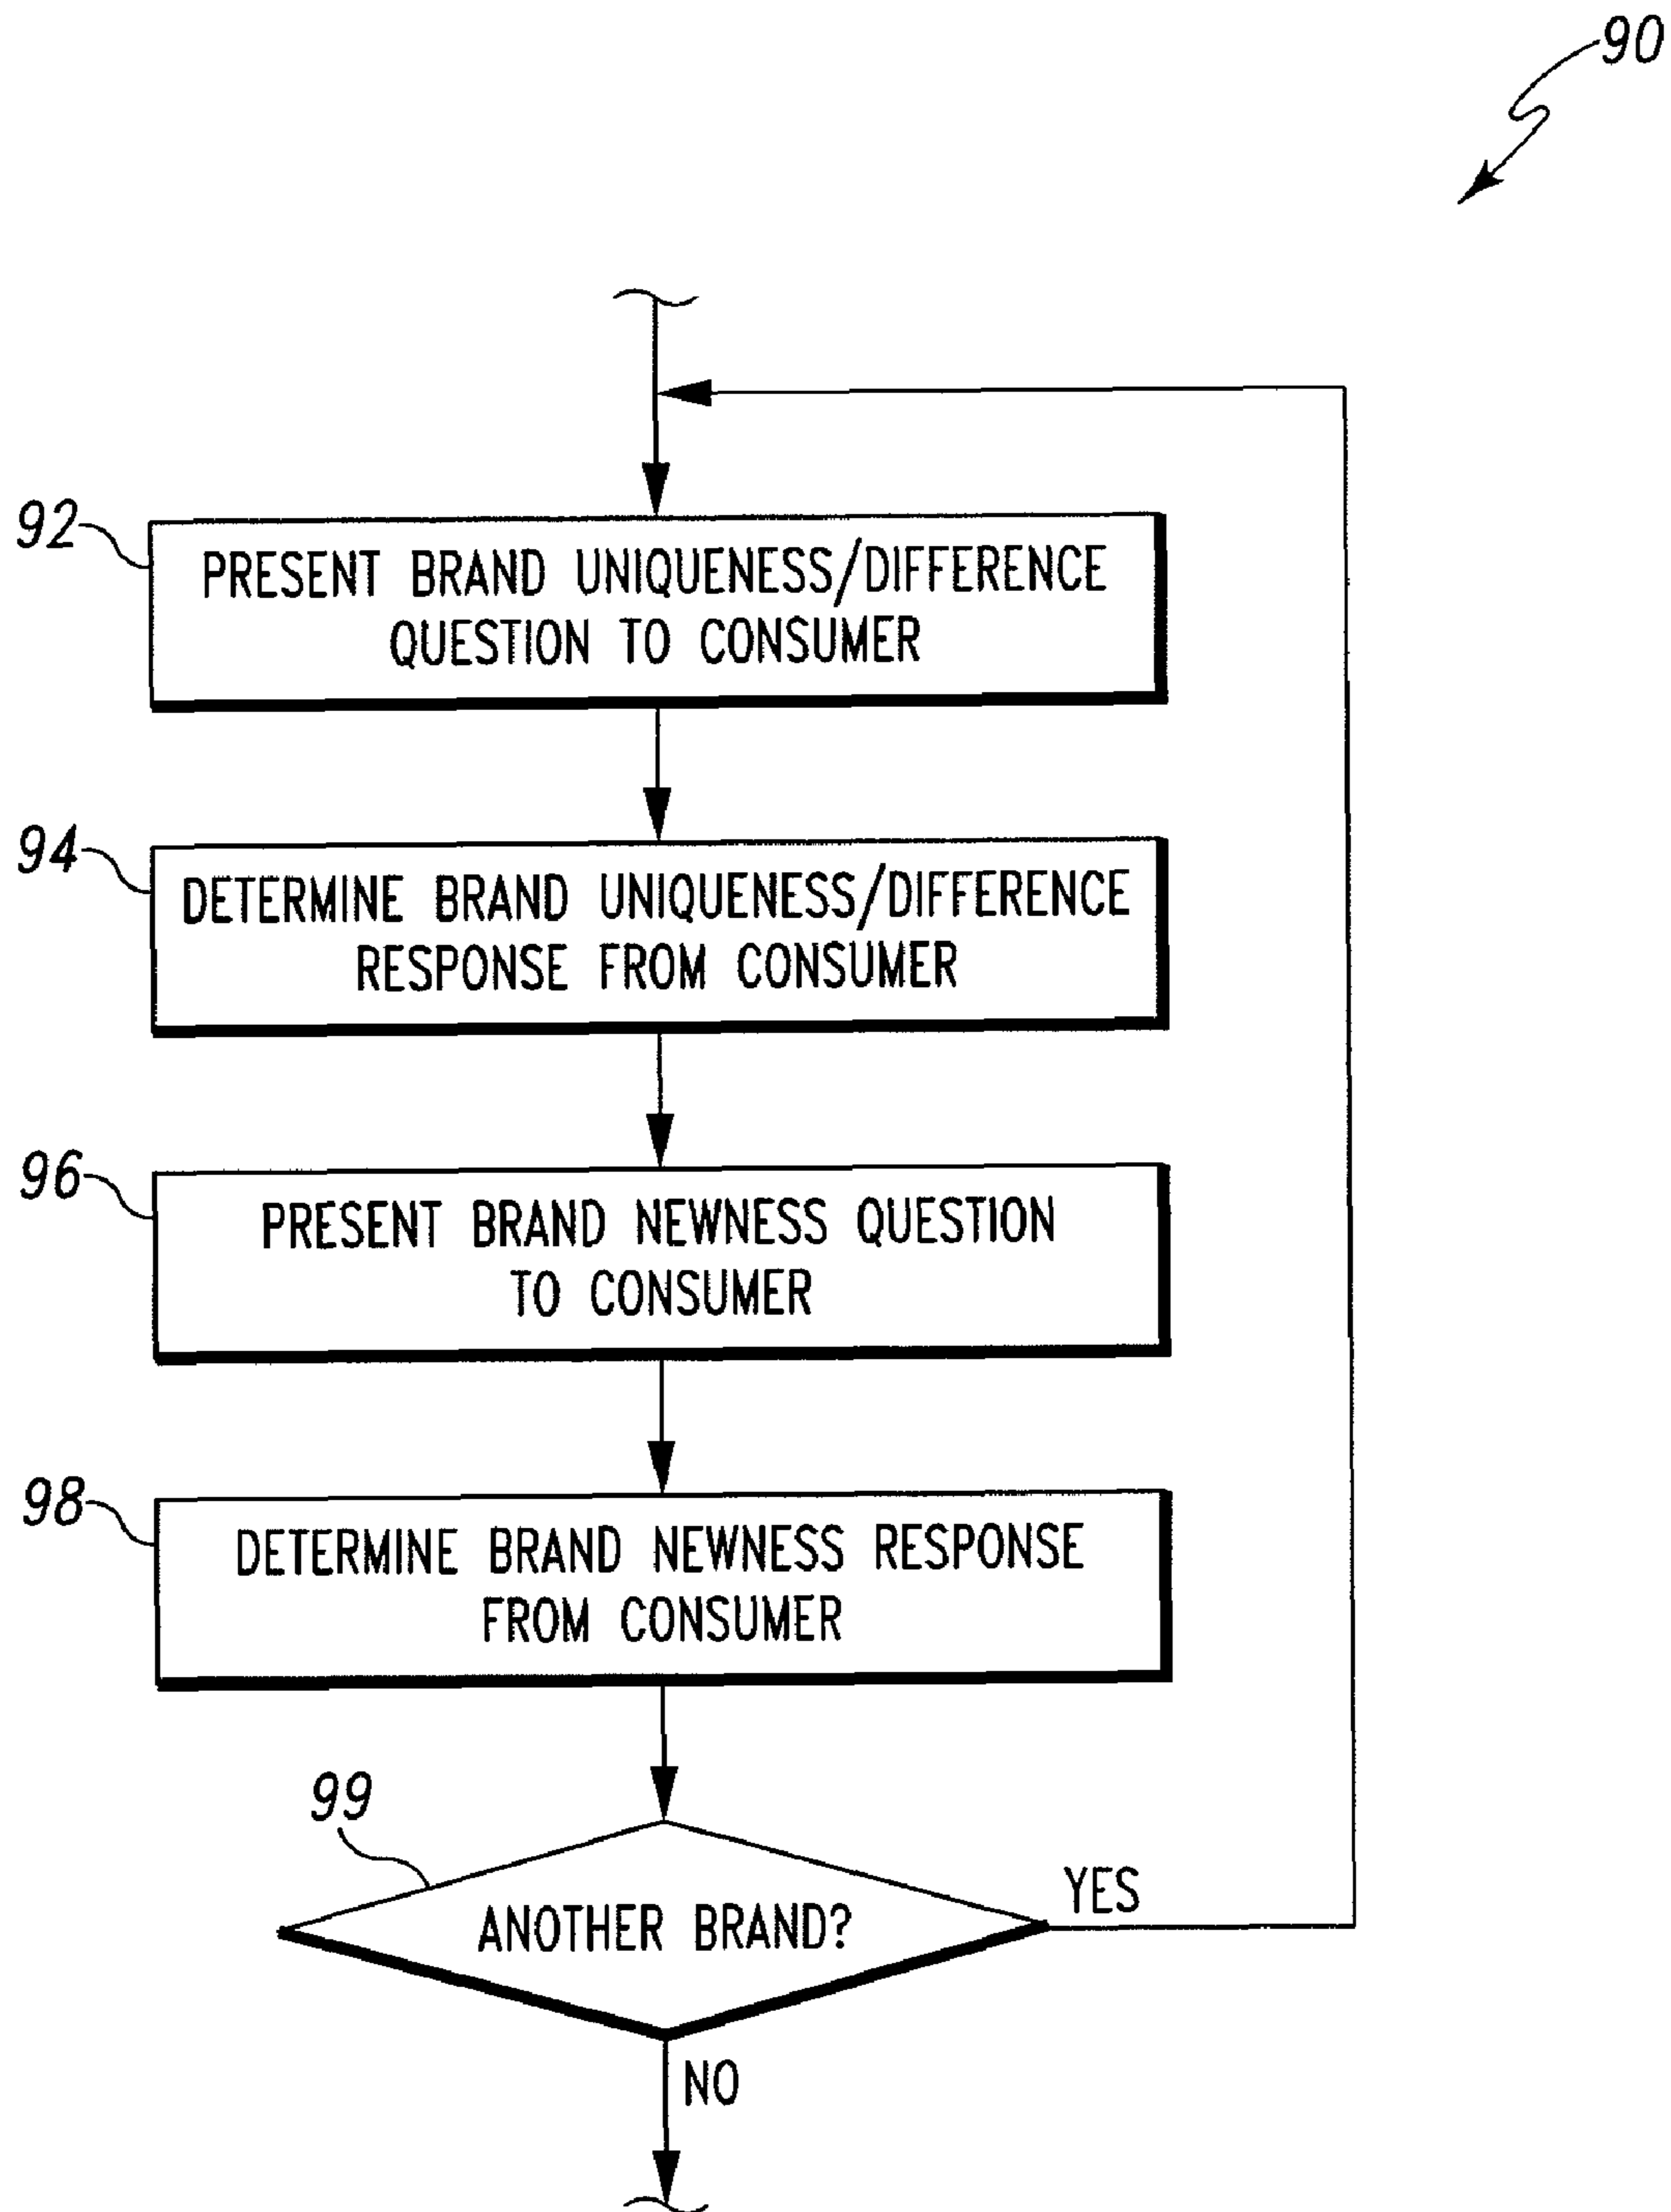 90
92
PRESENT BRAND UNIQUENESS/DIFFERENCE
QUESTION TO CONSUMER
94
DETERMINE BRAND UNIQUENESS/DIFFERENCE
RESPONSE FROM CONSUMER
96
PRESENT BRAND NEWNESS QUESTION
TO CONSUMER
98
DETERMINE BRAND NEWNESS RESPONSE
FROM CONSUMER
99
ANOTHER BRAND?
YES
NO